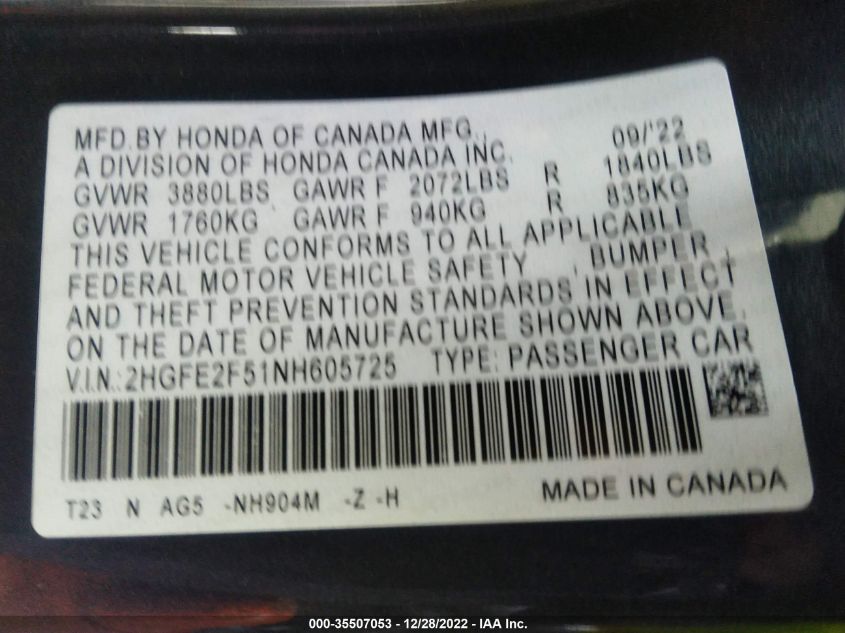 MFD. BY HONDA OF CANADA MFG., 09/'22
A DIVISION OF HONDA CANADA INC.
GVWR 3880LBS GAWR F 2072LBS R 1840LBS
GVWR 1760KG GAWR F 940KG R 835KG
THIS VEHICLE CONFORMS TO ALL APPLICABLE
FEDERAL MOTOR VEHICLE SAFETY , BUMPER ,
AND THEFT PREVENTION STANDARDS IN EFFECT
ON THE DATE OF MANUFACTURE SHOWN ABOVE.
V.I.N.: 2HGFE2F51NH605725 TYPE: PASSENGER CAR
T23 N AG5 -NH904M -Z -H MADE IN CANADA
000-35507053 - 12/28/2022 - IAA Inc.